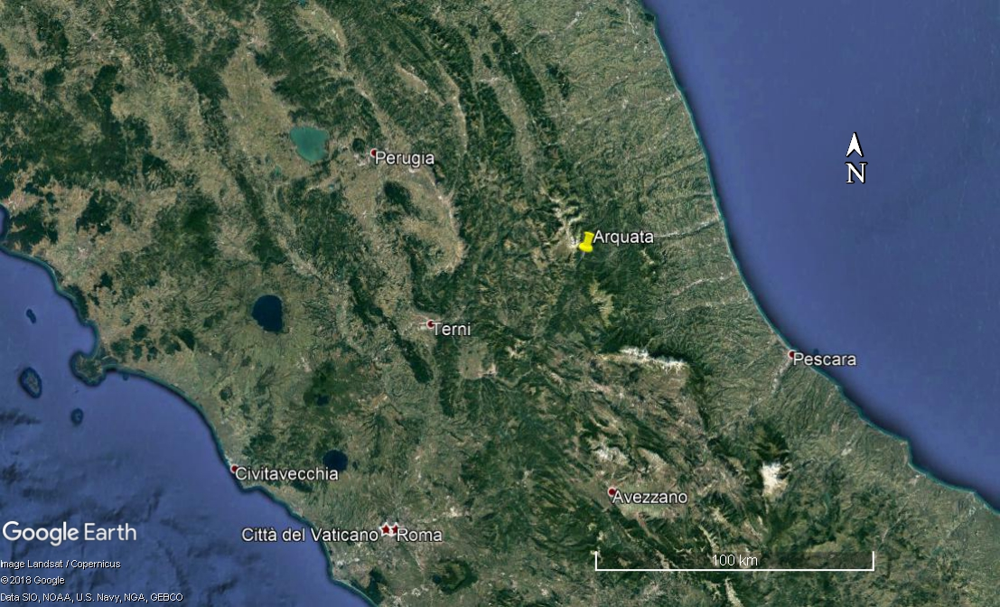 Perugia
N
Arquata
Terni
Pescara
Civitavecchia
Avezzano
Città del Vaticano Roma
Google Earth
100 km
Image Landsat / Copernicus
©2018 Google
Data SIO, NOAA, U.S. Navy, NGA, GEBCO